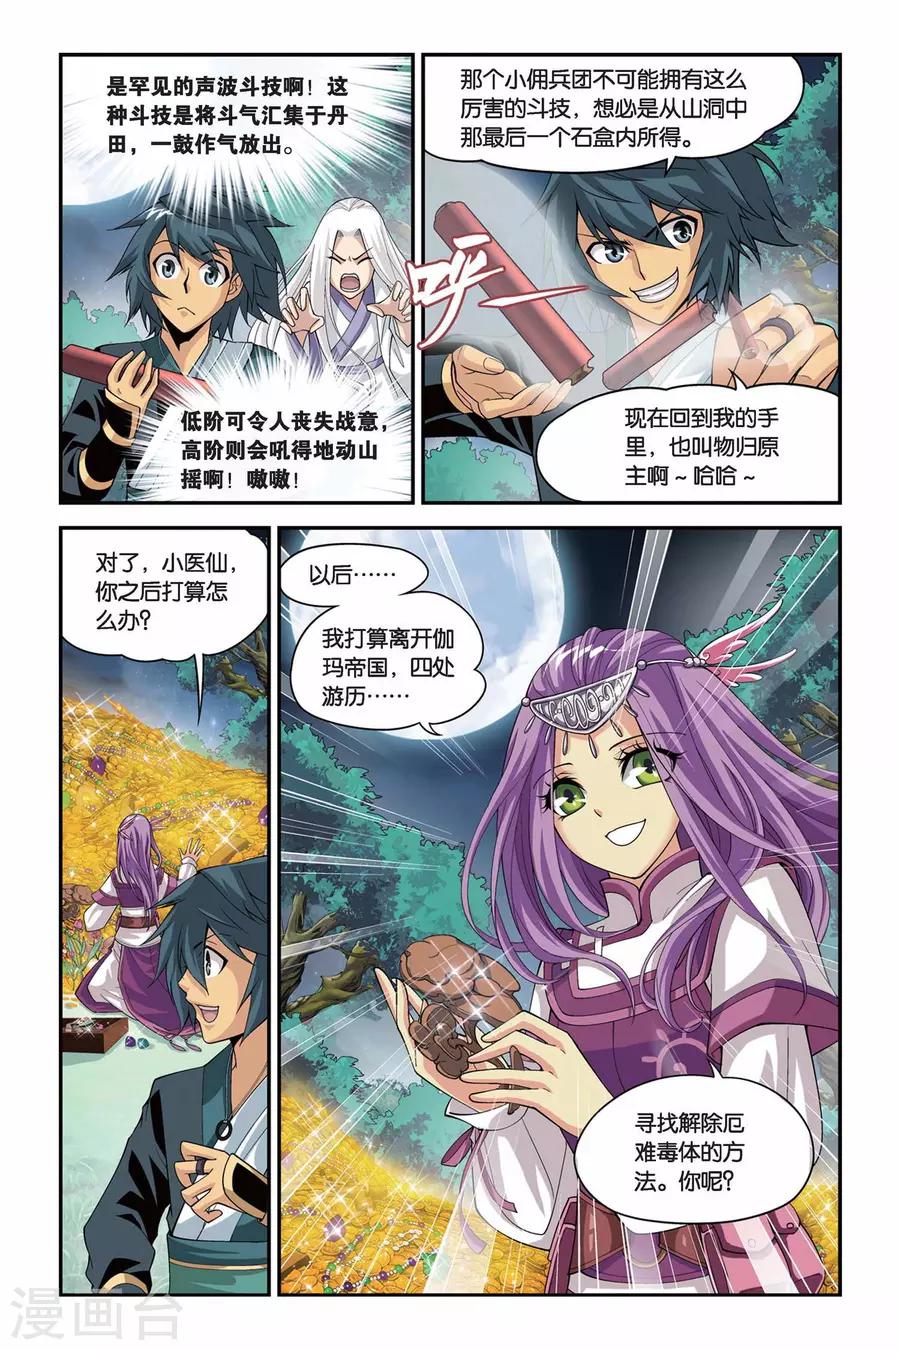 是罕见的声波斗技啊！这
种斗技是将斗气汇集于丹
田，一鼓作气放出。
低阶可令人丧失战意，
高阶则会吼得地动山
摇啊！嗷嗷！
那个小佣兵团不可能拥有这么
厉害的斗技，想必是从山洞中
那最后一个石盒内所得。
呼—
现在回到我的手
里，也叫物归原
主啊～哈哈～
对了，小医仙，
你之后打算怎
么办？
以后……
我打算离开伽
玛帝国，四处
游历……
寻找解除厄
难毒体的方
法。你呢？
漫画台